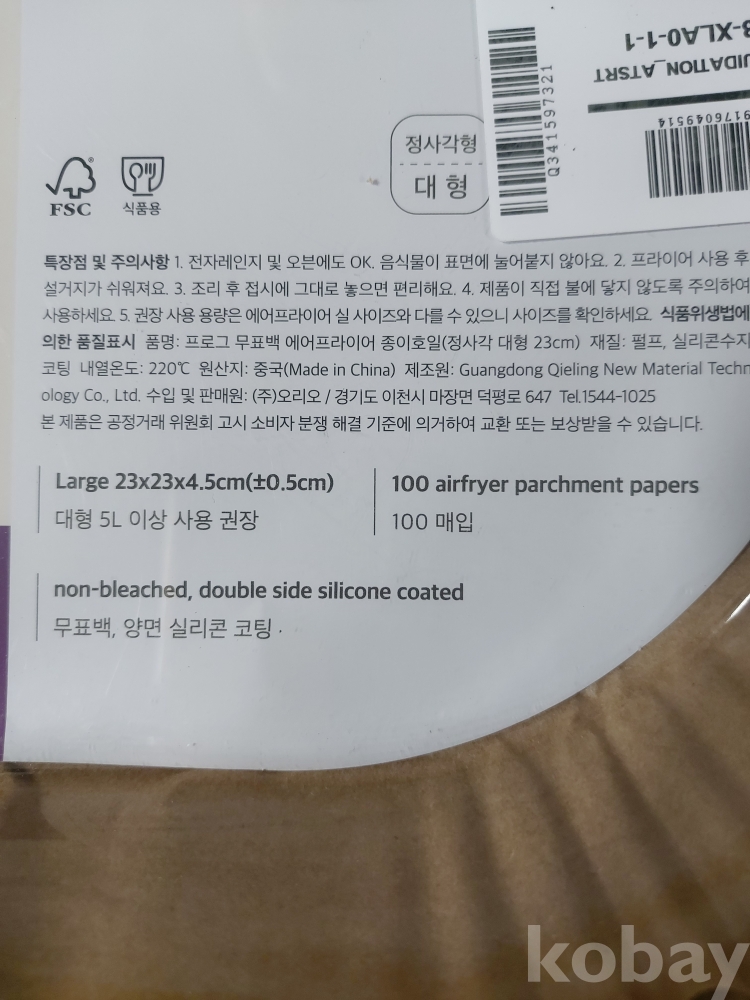 3-XLA0-1-1
UIDATION_ATSRT
9176049514
Q341597321
정사각형
대형
FSC
식품용
특장점 및 주의사항 1. 전자레인지 및 오븐에도 OK. 음식물이 표면에 눌어붙지 않아요. 2. 프라이어 사용 후
설거지가 쉬워져요. 3. 조리 후 접시에 그대로 놓으면 편리해요. 4. 제품이 직접 불에 닿지 않도록 주의하여
사용하세요. 5. 권장 사용 용량은 에어프라이어 실 사이즈와 다를 수 있으니 사이즈를 확인하세요. 식품위생법에
의한 품질표시 품명: 프로그 무표백 에어프라이어 종이호일(정사각 대형 23cm) 재질: 펄프, 실리콘수지
코팅 내열온도: 220℃ 원산지: 중국(Made in China) 제조원: Guangdong Qieling New Material Techn
ology Co., Ltd. 수입 및 판매원: (주)오리오 / 경기도 이천시 마장면 덕평로 647 Tel.1544-1025
본 제품은 공정거래 위원회 고시 소비자 분쟁 해결 기준에 의거하여 교환 또는 보상받을 수 있습니다.
Large 23x23x4.5cm(±0.5cm)
대형 5L 이상 사용 권장
100 airfryer parchment papers
100 매입
non-bleached, double side silicone coated
무표백, 양면 실리콘 코팅
kobay